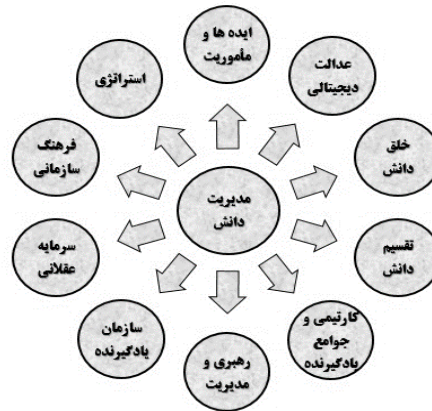 ایده ها و
مأموریت
عدالت
دیجیتالی
استراتژی
خلق
دانش
فرهنگ
سازمانی
مدیریت
دانش
تقسیم
دانش
سرمایه
عقلانی
کارتیمی و
جوامع
یادگیرنده
سازمان
یادگیرنده
رهبری و
مدیریت